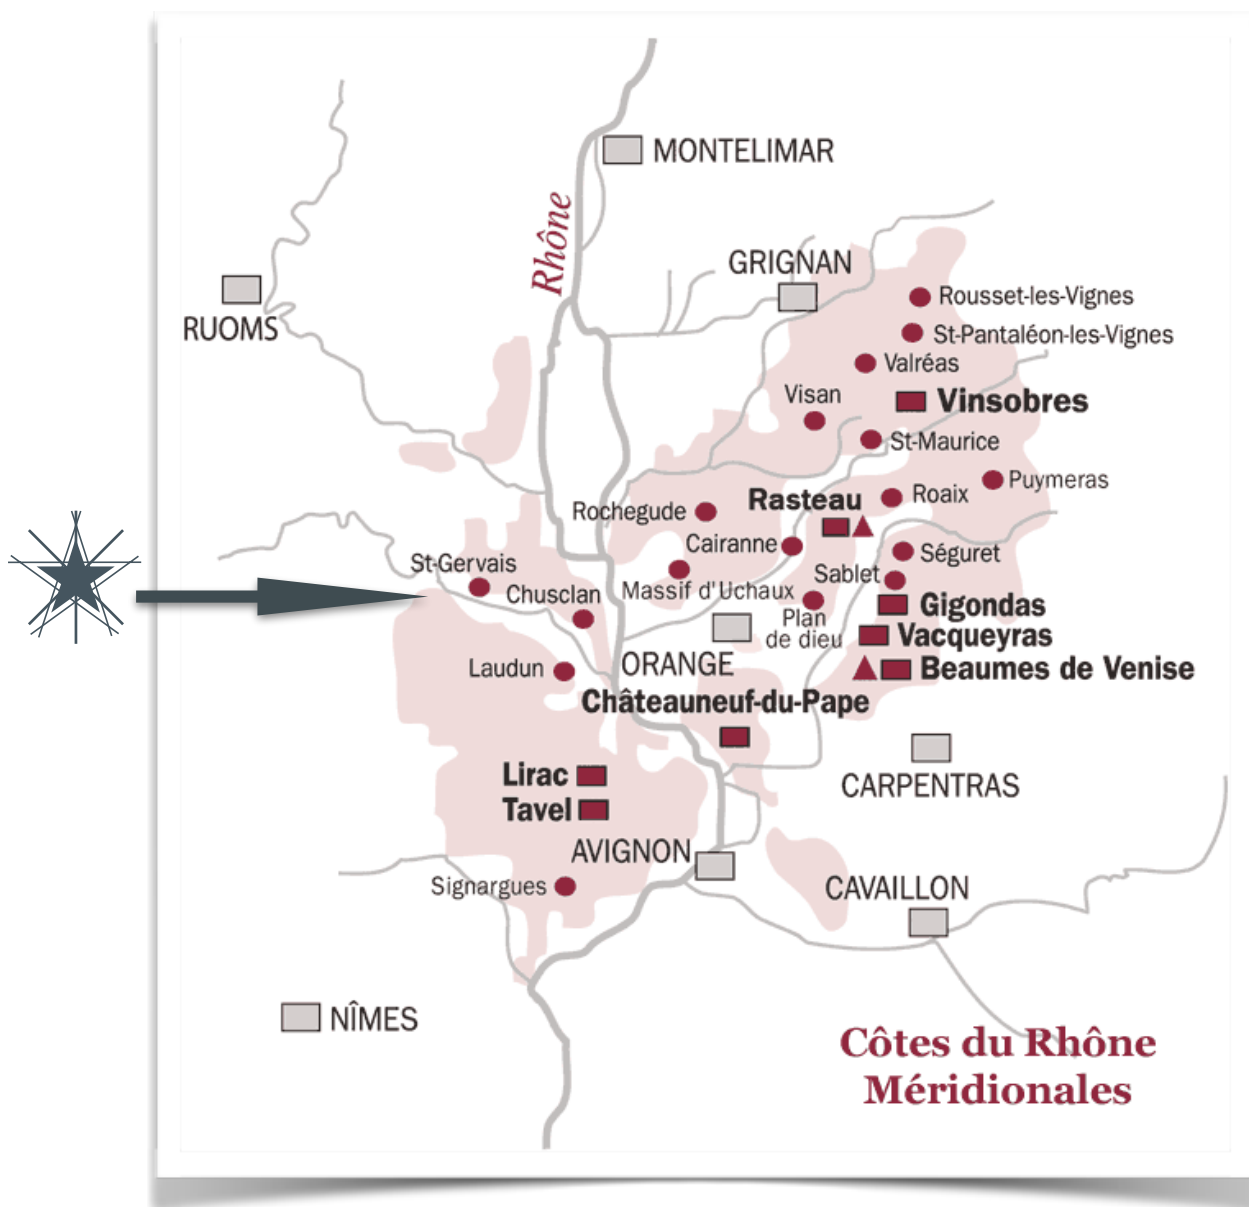 MONTELIMAR
Rhône
GRIGNAN
RUOMS
Rousset-les-Vignes
St-Pantaléon-les-Vignes
Valréas
Visan
Vinsobres
St-Maurice
Puymeras
Rasteau
Roaix
Rochegude
Cairanne
Séguret
St-Gervais
Sablet
Massif d'Uchaux
Chusclan
Gigondas
Plan
de dieu
Vacqueyras
ORANGE
Laudun
Beaumes de Venise
Châteauneuf-du-Pape
Lirac
CARPENTRAS
Tavel
AVIGNON
Signargues
CAVAILLON
NÎMES
Côtes du Rhône
Méridionales